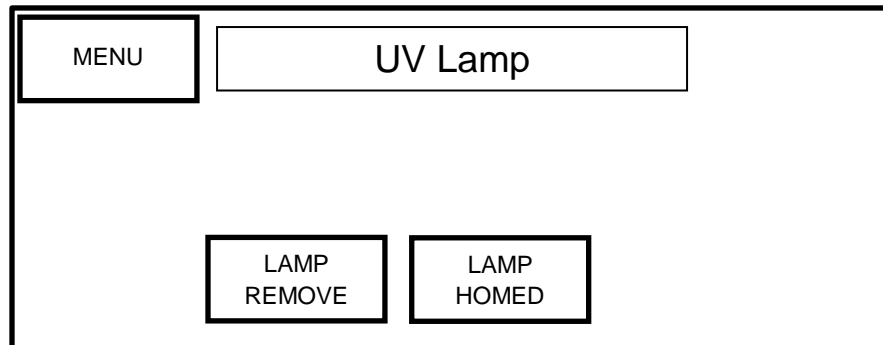 MENU
UV Lamp
LAMP
REMOVE
LAMP
HOMED